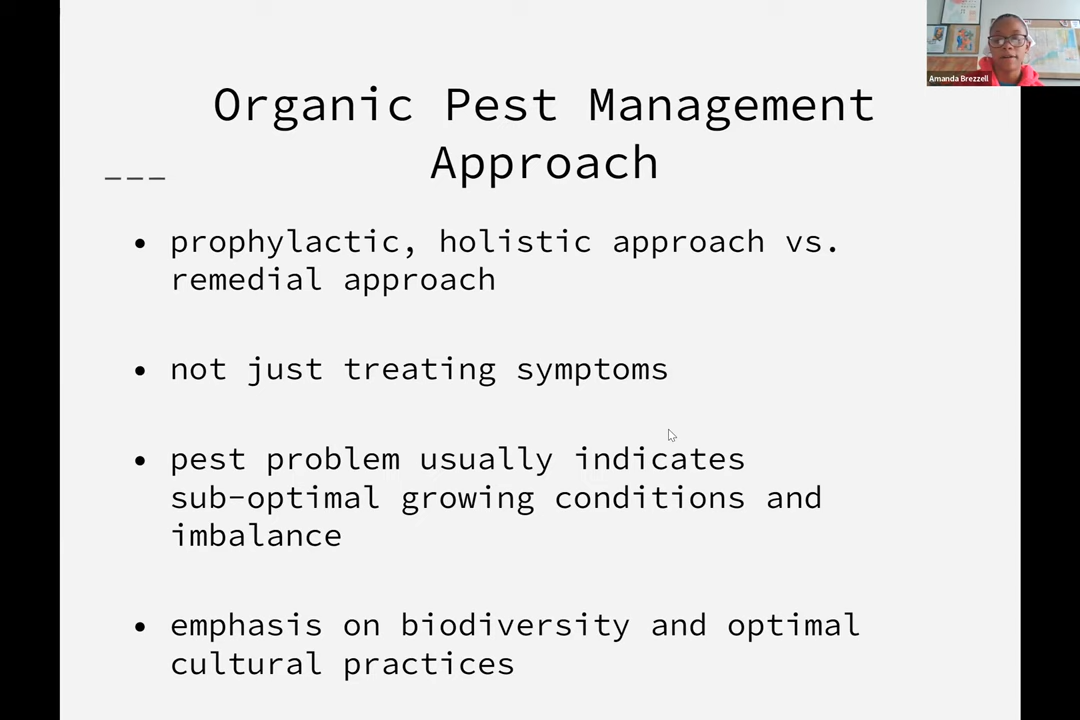 Amanda Brezzell
Organic Pest Management
Approach
___
• prophylactic, holistic approach vs.
remedial approach
• not just treating symptoms
• pest problem usually indicates
sub-optimal growing conditions and
imbalance
• emphasis on biodiversity and optimal
cultural practices